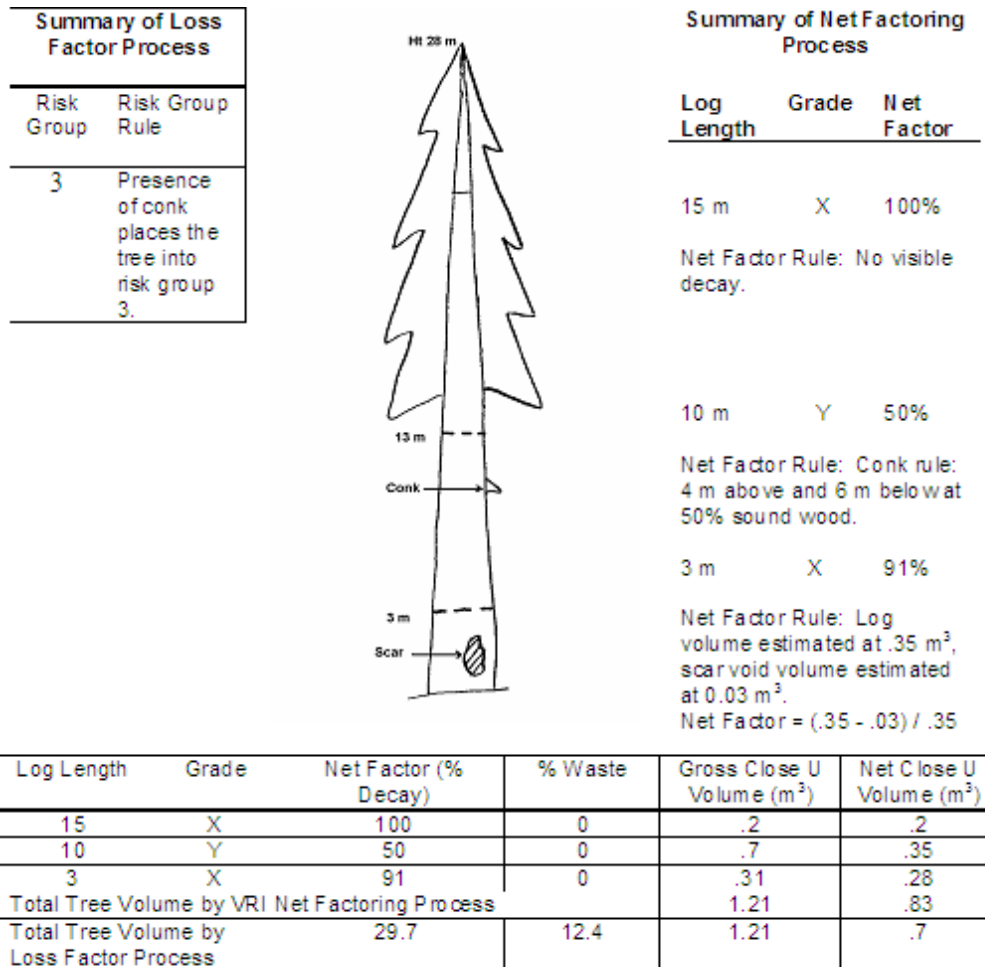 Summary of Loss
Factor Process
Risk
Group
Risk Group
Rule
3
Presence
of conk
places the
tree into
risk group
3.
Ht 28 m
13 m
Conk
3 m
Scar
Summary of Net Factoring
Process
Log
Length
Grade
Net
Factor
15 m X 100%
Net Factor Rule: No visible
decay.
10 m Y 50%
Net Factor Rule: Conk rule:
4 m above and 6 m below at
50% sound wood.
3 m X 91%
Net Factor Rule: Log
volume estimated at .35 m³,
scar void volume estimated
at 0.03 m³.
Net Factor = (.35 - .03) / .35
Log Length Grade Net Factor (% % Waste Gross Close U Net Close U
Decay) Volume (m³) Volume (m³)
15 X 100 0 .2 .2
10 Y 50 0 .7 .35
3 X 91 0 .31 .28
Total Tree Volume by VRI Net Factoring Process 1.21 .83
Total Tree Volume by 29.7 12.4 1.21 .7
Loss Factor Process